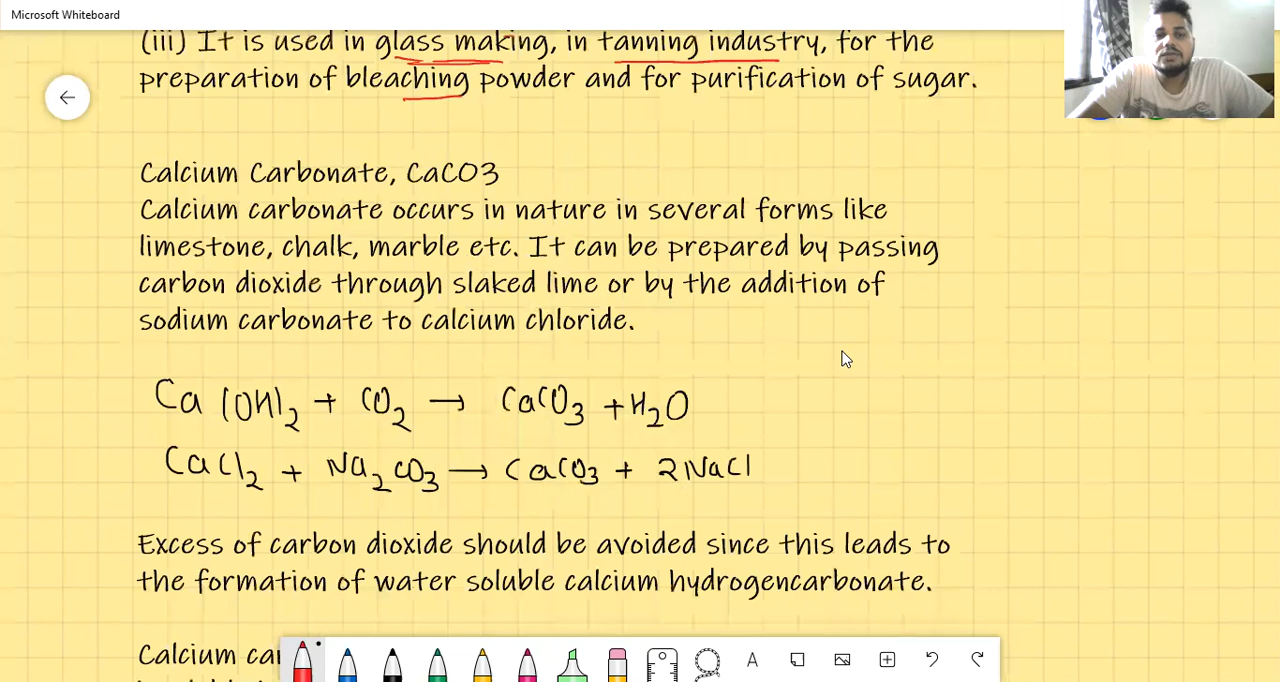 Microsoft Whiteboard
(iii) It is used in glass making, in tanning industry, for the
preparation of bleaching powder and for purification of sugar.
Calcium Carbonate, CaCO3
Calcium carbonate occurs in nature in several forms like
limestone, chalk, marble etc. It can be prepared by passing
carbon dioxide through slaked lime or by the addition of
sodium carbonate to calcium chloride.
Ca(OH)₂ + CO₂ → CaCO₃ + H₂O
CaCl₂ + Na₂CO₃ → CaCO₃ + 2NaCl
Excess of carbon dioxide should be avoided since this leads to
the formation of water soluble calcium hydrogencarbonate.
Calcium
A